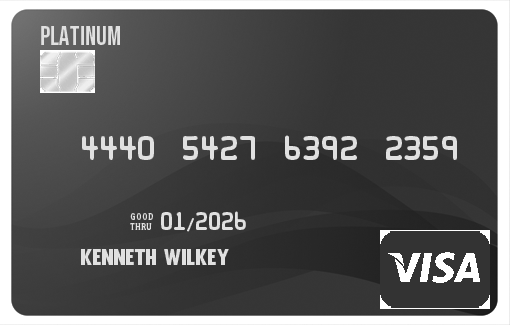 PLATINUM
4440 5427 6392 2359
GOOD THRU 01/2026
KENNETH WILKEY
VISA